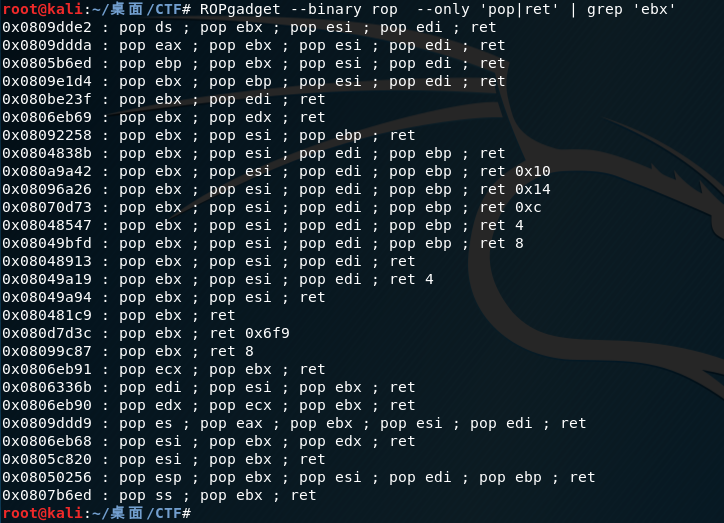 root@kali:~/桌面/CTF# ROPgadget --binary rop  --only 'pop|ret' | grep 'ebx'
0x0809dde2 : pop ds ; pop ebx ; pop esi ; pop edi ; ret
0x0809ddda : pop eax ; pop ebx ; pop esi ; pop edi ; ret
0x0805b6ed : pop ebp ; pop ebx ; pop esi ; pop edi ; ret
0x0809e1d4 : pop ebx ; pop ebp ; pop esi ; pop edi ; ret
0x080be23f : pop ebx ; pop edi ; ret
0x0806eb69 : pop ebx ; pop edx ; ret
0x08092258 : pop ebx ; pop esi ; pop ebp ; ret
0x0804838b : pop ebx ; pop esi ; pop edi ; pop ebp ; ret
0x080a9a42 : pop ebx ; pop esi ; pop edi ; pop ebp ; ret 0x10
0x08096a26 : pop ebx ; pop esi ; pop edi ; pop ebp ; ret 0x14
0x08070d73 : pop ebx ; pop esi ; pop edi ; pop ebp ; ret 0xc
0x08048547 : pop ebx ; pop esi ; pop edi ; pop ebp ; ret 4
0x08049bfd : pop ebx ; pop esi ; pop edi ; pop ebp ; ret 8
0x08048913 : pop ebx ; pop esi ; pop edi ; ret
0x08049a19 : pop ebx ; pop esi ; pop edi ; ret 4
0x08049a94 : pop ebx ; pop esi ; ret
0x080481c9 : pop ebx ; ret
0x080d7d3c : pop ebx ; ret 0x6f9
0x08099c87 : pop ebx ; ret 8
0x0806eb91 : pop ecx ; pop ebx ; ret
0x0806336b : pop edi ; pop esi ; pop ebx ; ret
0x0806eb90 : pop edx ; pop ecx ; pop ebx ; ret
0x0809ddd9 : pop es ; pop eax ; pop ebx ; pop esi ; pop edi ; ret
0x0806eb68 : pop esi ; pop ebx ; pop edx ; ret
0x0805c820 : pop esi ; pop ebx ; ret
0x08050256 : pop esp ; pop ebx ; pop esi ; pop edi ; pop ebp ; ret
0x0807b6ed : pop ss ; pop ebx ; ret
root@kali:~/桌面/CTF#